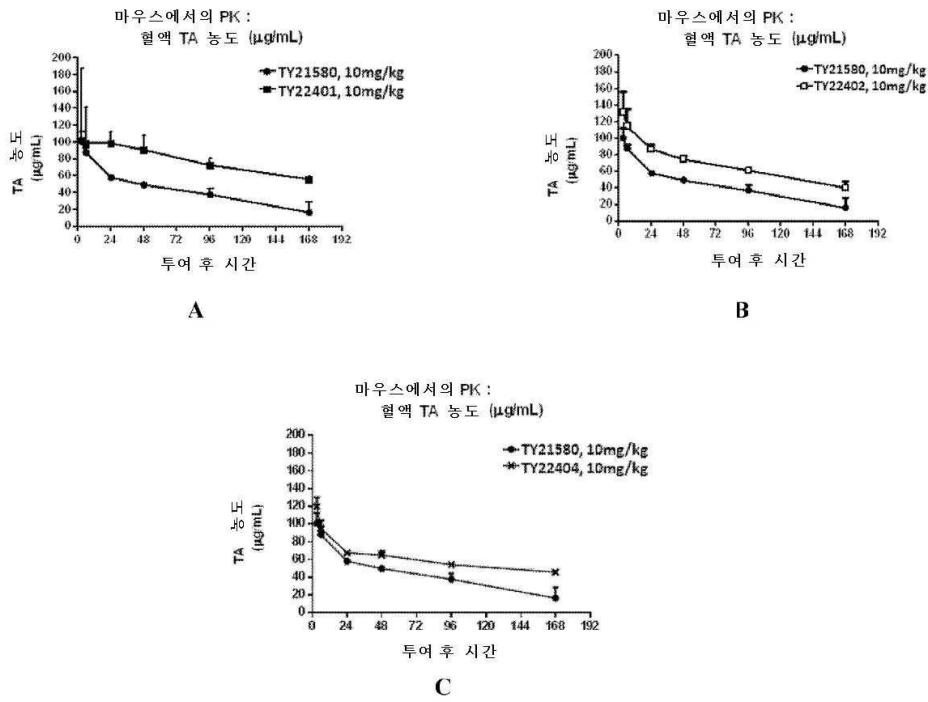 마우스에서의 PK :
혈액 TA 농도 (μg/mL)
TY21580, 10mg/kg
TY22401, 10mg/kg
TA 농도
(μg/mL)
200
180
160
140
120
100
80
60
40
20
0
0 24 48 72 96 120 144 168 192
투여 후 시간
A
마우스에서의 PK :
혈액 TA 농도 (μg/mL)
TY21580, 10mg/kg
TY22402, 10mg/kg
TA 농도
(μg/mL)
200
180
160
140
120
100
80
60
40
20
0
0 24 48 72 96 120 144 168 192
투여 후 시간
B
마우스에서의 PK :
혈액 TA 농도 (μg/mL)
TY21580, 10mg/kg
TY22404, 10mg/kg
TA 농도
(μg/mL)
200
180
160
140
120
100
80
60
40
20
0
0 24 48 72 96 120 144 168 192
투여 후 시간
C